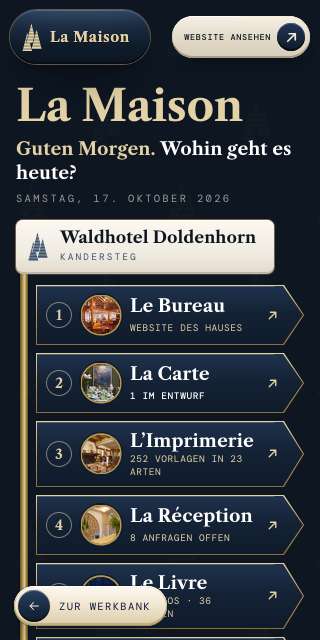 La Maison
WEBSITE ANSEHEN
La Maison
Guten Morgen. Wohin geht es
heute?
SAMSTAG, 17. OKTOBER 2026
Waldhotel Doldenhorn
KANDERSTEG
1
Le Bureau
WEBSITE DES HAUSES
2
La Carte
1 IM ENTWURF
3
L’Imprimerie
252 VORLAGEN IN 23
ARTEN
4
La Réception
8 ANFRAGEN OFFEN
Le Livre
36
ZUR WERKBANK